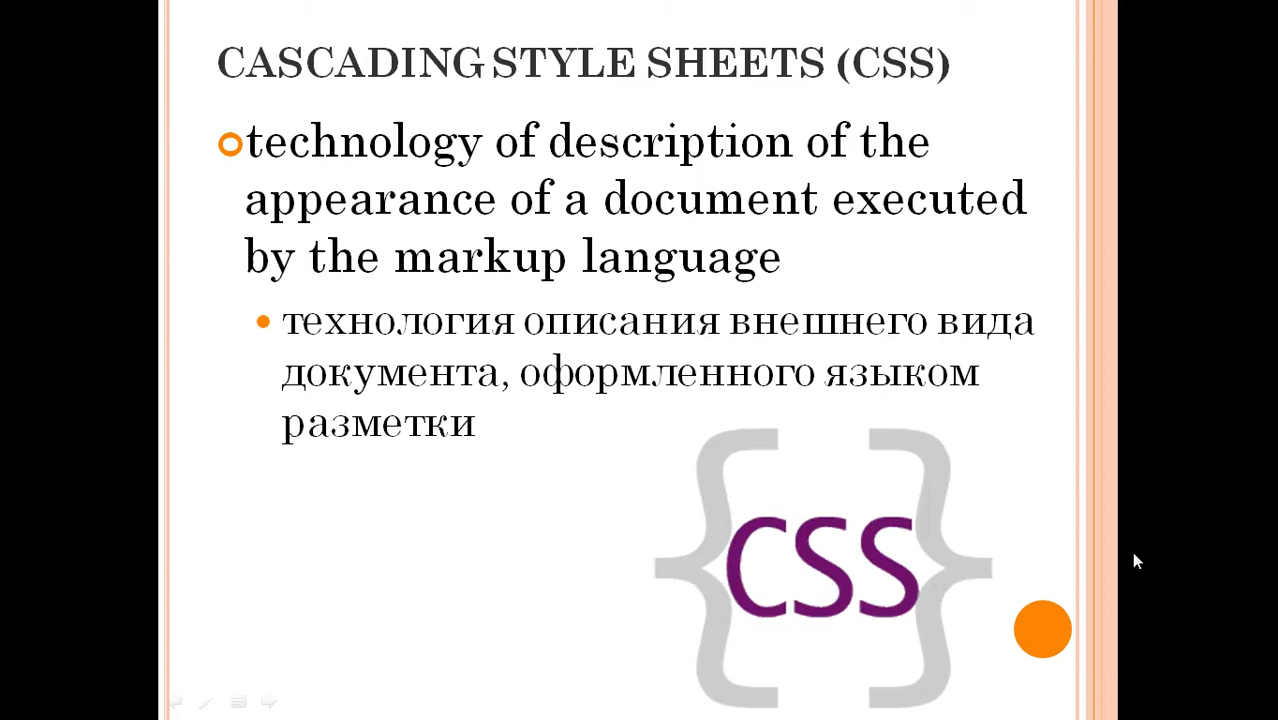 CASCADING STYLE SHEETS (CSS)
technology of description of the
appearance of a document executed
by the markup language
технология описания внешнего вида
документа, оформленного языком
разметки
{CSS}